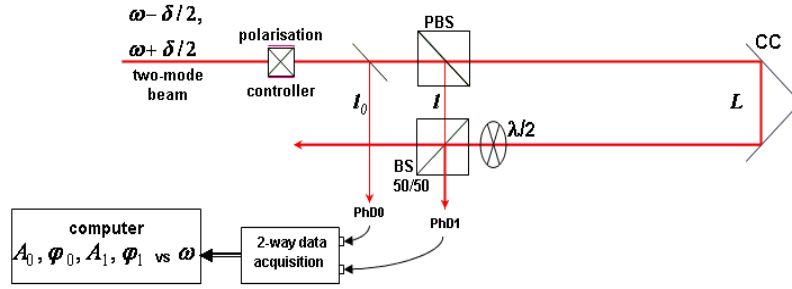 ω− δ/2,
ω+ δ/2
two-mode
beam
polarisation
controller
PBS
CC
l₀
l
L
λ/2
BS
50/50
PhD0
PhD1
computer
A₀, φ₀, A₁, φ₁ vs ω
2-way data
acquisition